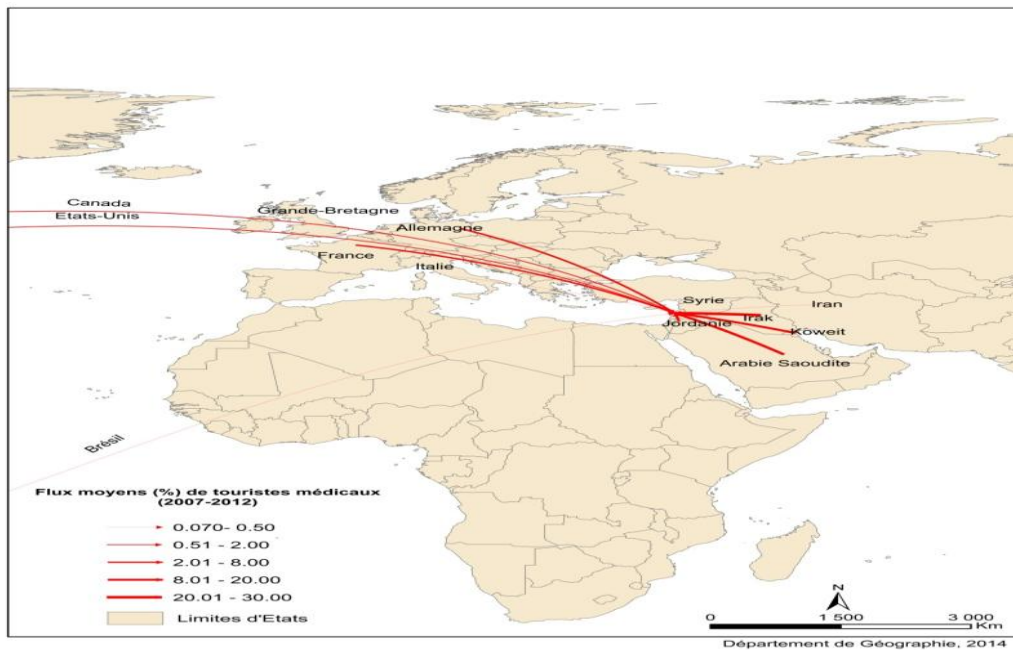 Canada
Etats-Unis
Grande-Bretagne
Allemagne
France
Italie
Syrie
Iran
Irak
Jordanie
Koweit
Arabie Saoudite
Brésil
Flux moyens (%) de touristes médicaux
(2007-2012)
0.070- 0.50
0.51 - 2.00
2.01 - 8.00
8.01 - 20.00
20.01 - 30.00
Limites d'Etats
N
0 1 500 3 000
Km
Département de Géographie, 2014